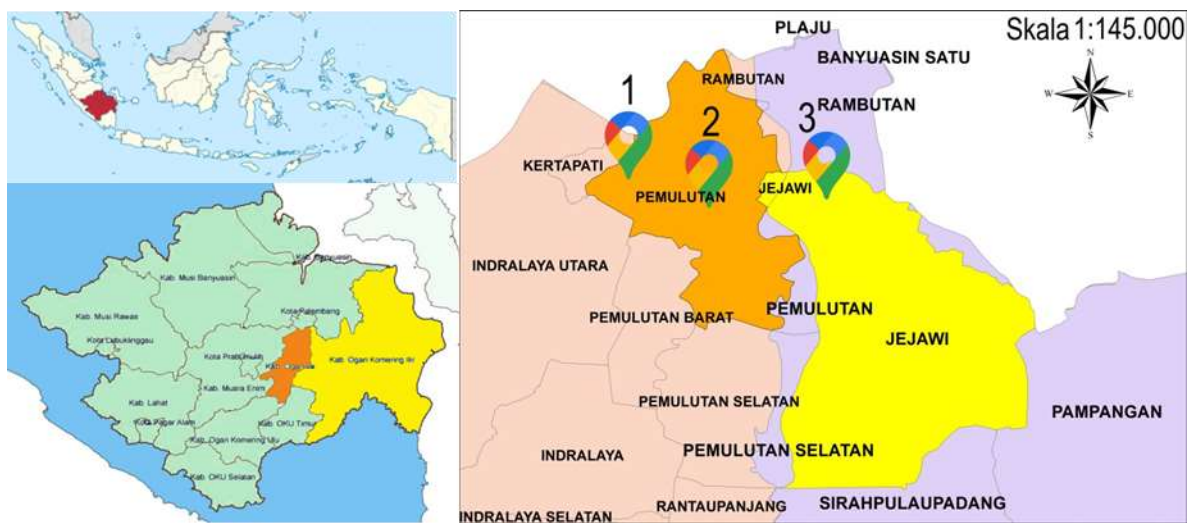 Skala 1:145.000
N
W
E
S
PLAJU
BANYUASIN SATU
RAMBUTAN
RAMBUTAN
1
2
3
KERTAPATI
PEMULUTAN
JEJAWI
INDRALAYA UTARA
PEMULUTAN BARAT
PEMULUTAN
JEJAWI
PEMULUTAN SELATAN
PAMPANGAN
INDRALAYA
PEMULUTAN SELATAN
RANTAUPANJANG
SIRAHPULAUPADANG
INDRALAYA SELATAN
Kab. Banyuasin
Kab. Musi Banyuasin
Kab. Musi Rawas
Kota Palembang
Kota Lubuklinggau
Kota Prabumulih
Kab. Ogan Komering Ilir
Kab. Muara Enim
Kab. Lahat
Kota Pagar Alam
Kab. OKU Timur
Kab. Ogan Komering Ulu
Kab. OKU Selatan